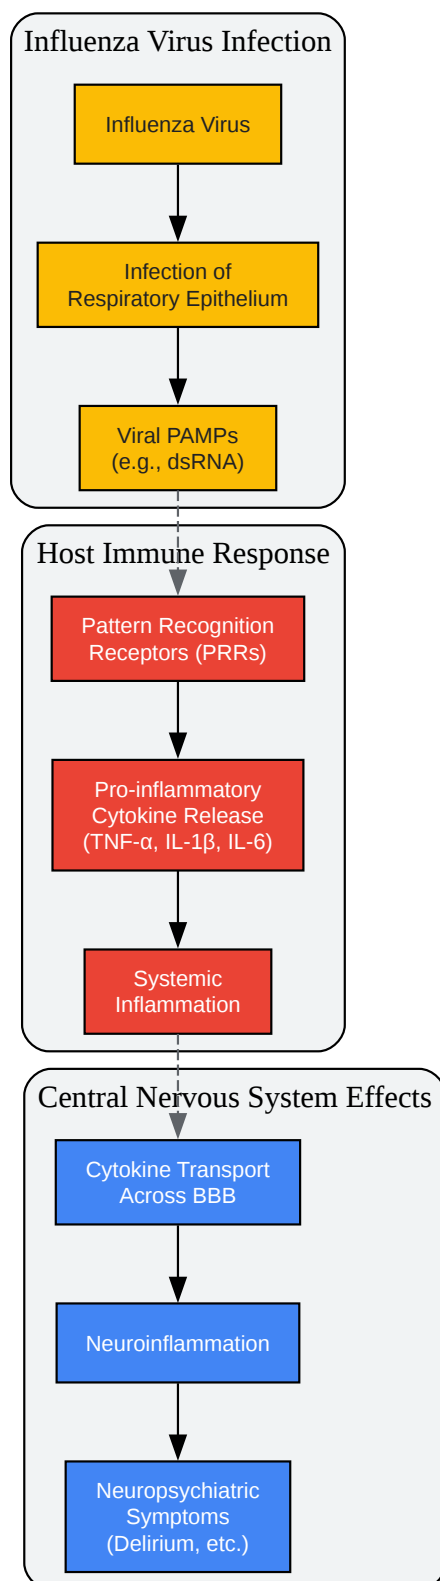 Influenza Virus Infection
Influenza Virus
Infection of
Respiratory Epithelium
Viral PAMPs
(e.g., dsRNA)
Host Immune Response
Pattern Recognition
Receptors (PRRs)
Pro-inflammatory
Cytokine Release
(TNF-α, IL-1β, IL-6)
Systemic
Inflammation
Central Nervous System Effects
Cytokine Transport
Across BBB
Neuroinflammation
Neuropsychiatric
Symptoms
(Delirium, etc.)